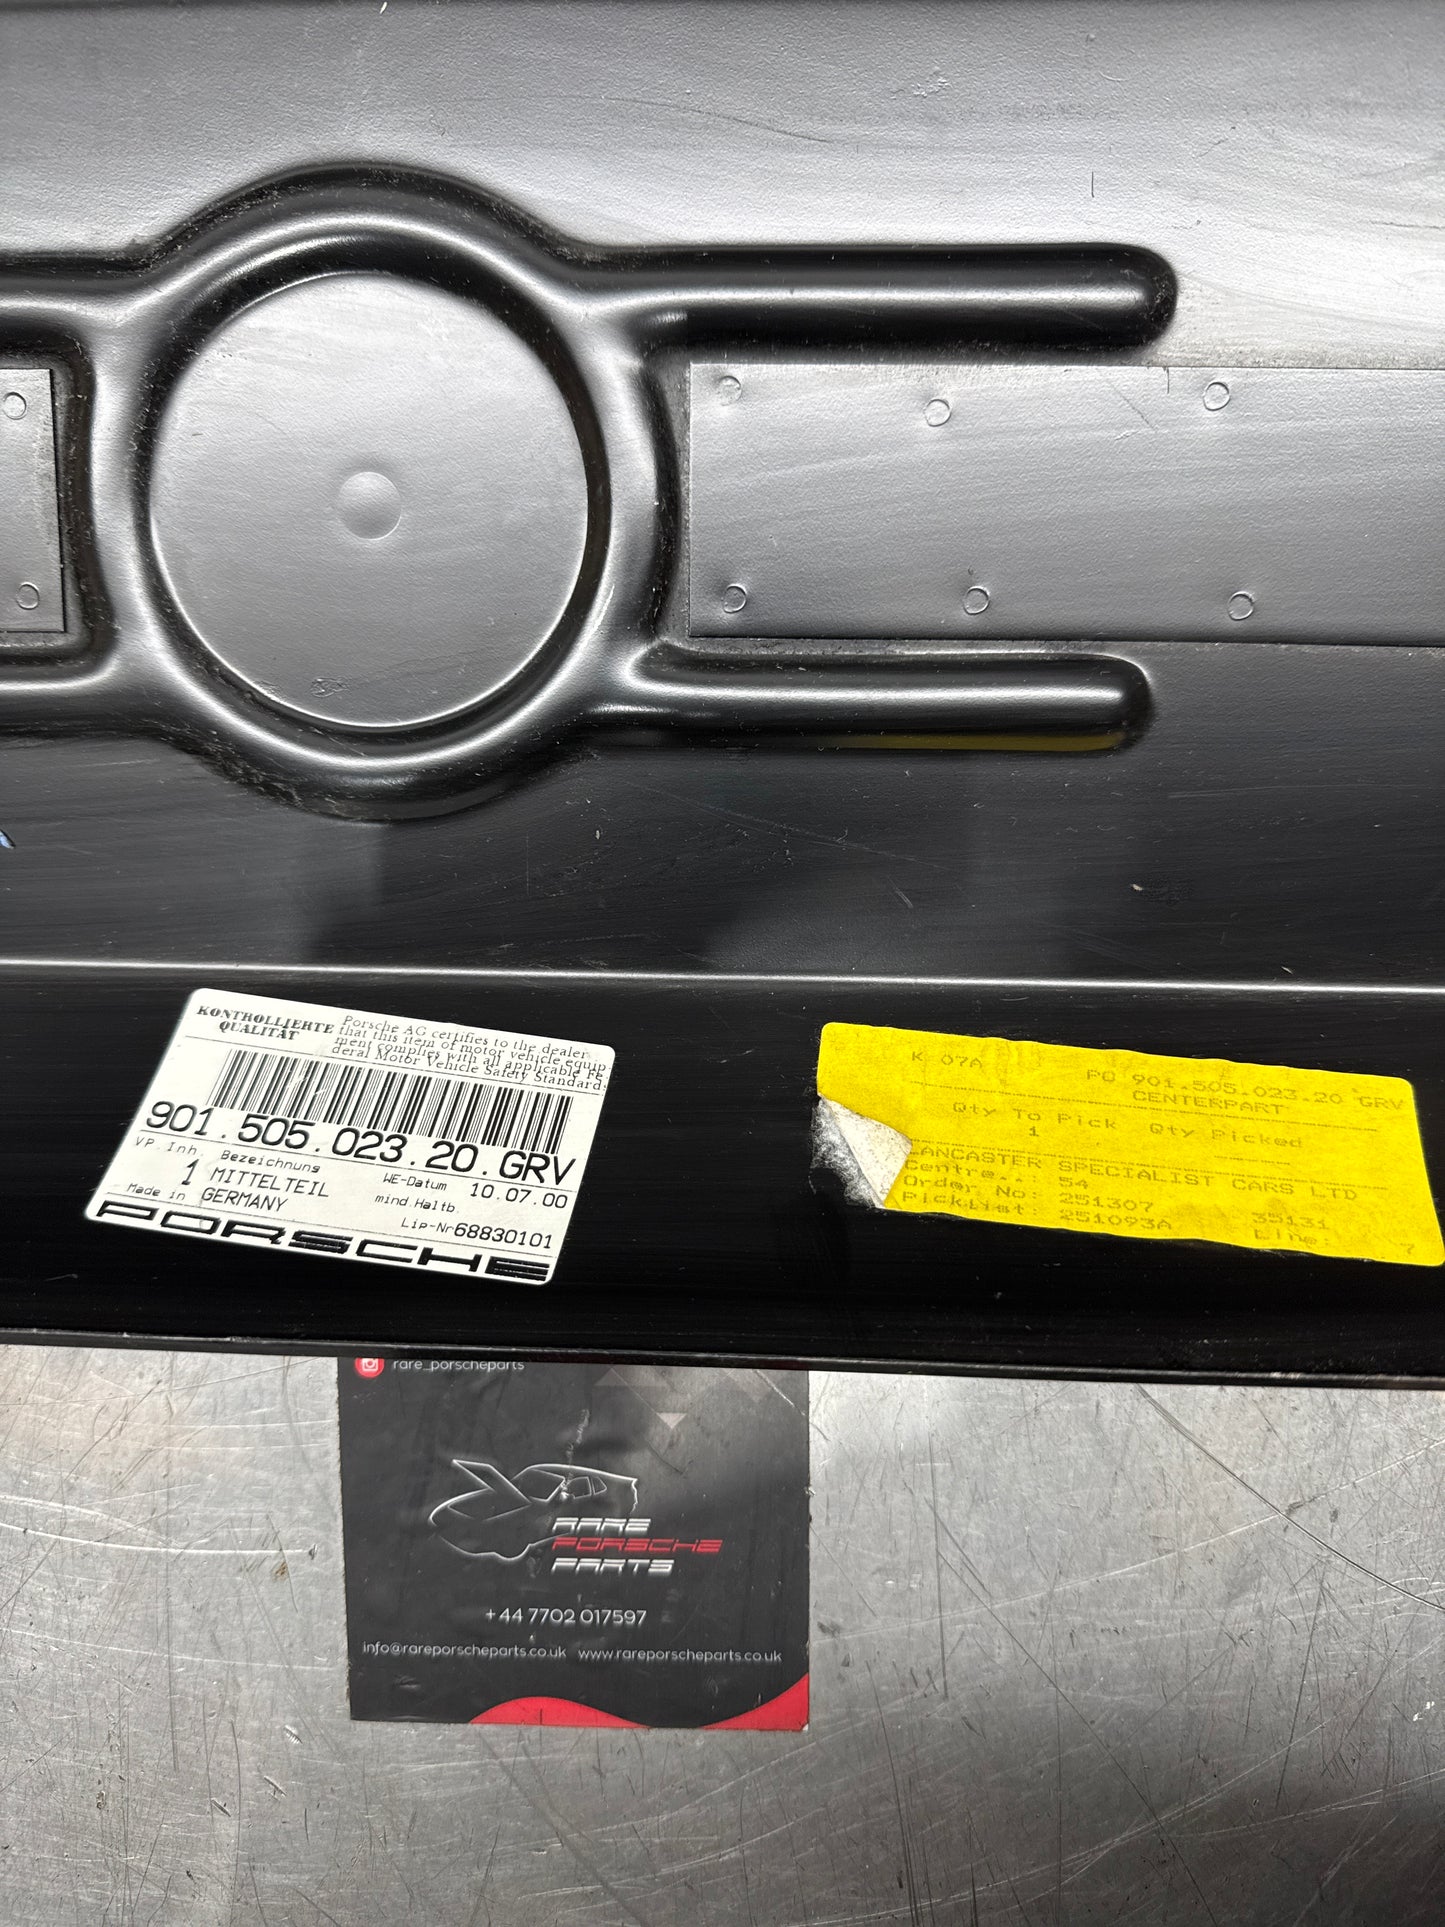 KONTROLLIERTE
QUALITÄT
Porsche AG certifies to the dealer
that this item of motor vehicle equip-
ment complies with all applicable Fe-
deral Motor Vehicle Safety Standard.
901.505.023.20.GRV
VP. Inh. Bezeichnung
1 MITTELTEIL
WE-Datum 10.07.00
mind.Haltb.
Made in GERMANY
Lip-Nr 68830101
PORSCHE
K 07A
PO 901.505.023.20 GRV
CENTERPART
Qty To Pick Qty Picked
1
LANCASTER SPECIALIST CARS LTD
Centre..: 54
Order No: 251307 35131
Picklist: 251093A Line: 7
rare_porscheparts
RARE
PORSCHE
PARTS
+44 7702 017597
info@rareporscheparts.co.uk www.rareporscheparts.co.uk